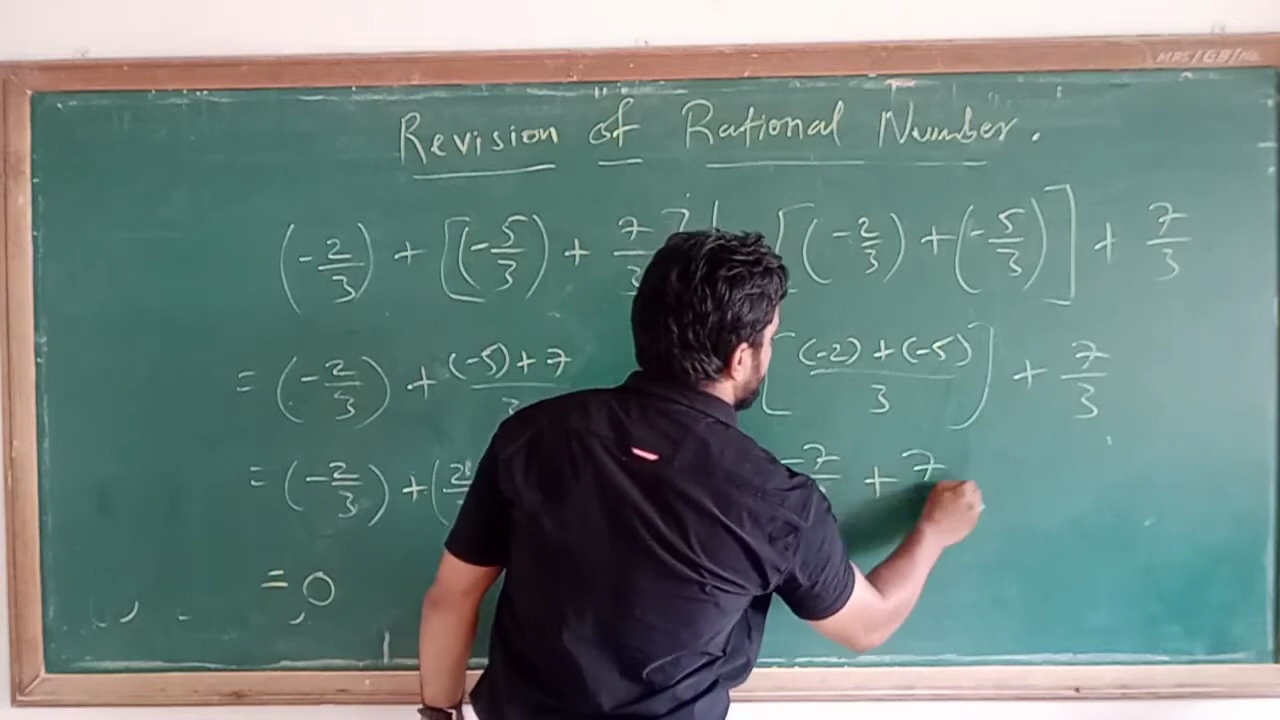 Revision of Rational Number.
(-2/3) + [(-5/3) + 7/3 [(-2/3) + (-5/3)] + 7/3
= (-2/3) + (-5) + 7 [(-2) + (-5) / 3] + 7/3
= (-2/3) + ( -7 + 7
= 0